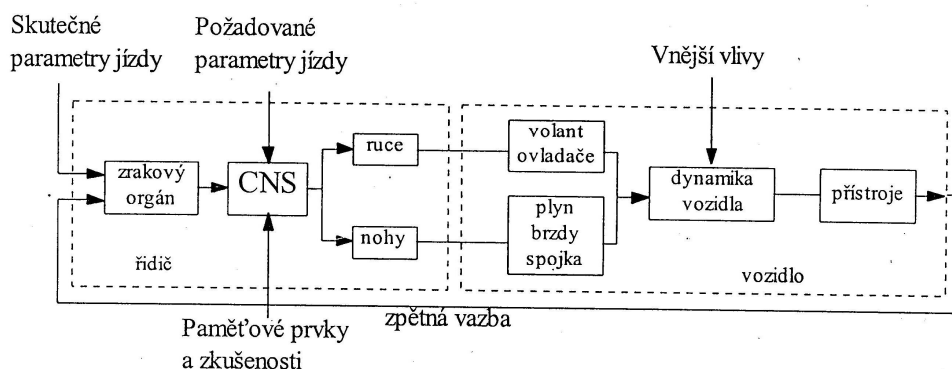 Skutečné
parametry jízdy
Požadované
parametry jízdy
Vnější vlivy
zrakový
orgán
CNS
ruce
nohy
volant
ovladače
plyn
brzdy
spojka
dynamika
vozidla
přístroje
řidič
vozidlo
zpětná vazba
Paměťové prvky
a zkušenosti